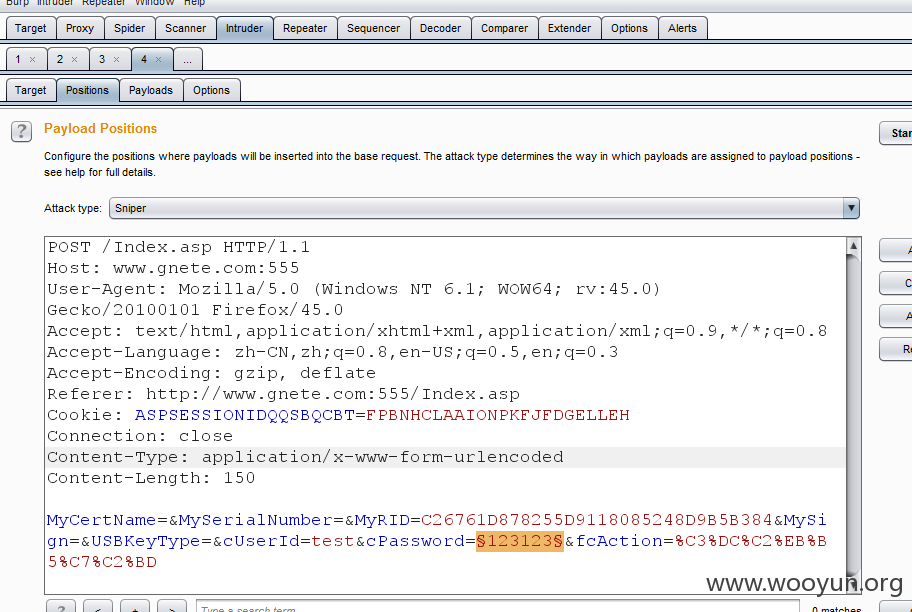 Burp Intruder Repeater Window Help
Target Proxy Spider Scanner Intruder Repeater Sequencer Decoder Comparer Extender Options Alerts
1 × 2 × 3 × 4 × ...
Target Positions Payloads Options
? Payload Positions
Star
Configure the positions where payloads will be inserted into the base request. The attack type determines the way in which payloads are assigned to payload positions -
see help for full details.
Attack type: Sniper
POST /Index.asp HTTP/1.1
Host: www.gnete.com:555
User-Agent: Mozilla/5.0 (Windows NT 6.1; WOW64; rv:45.0)
Gecko/20100101 Firefox/45.0
Accept: text/html,application/xhtml+xml,application/xml;q=0.9,*/*;q=0.8
Accept-Language: zh-CN,zh;q=0.8,en-US;q=0.5,en;q=0.3
Accept-Encoding: gzip, deflate
Referer: http://www.gnete.com:555/Index.asp
Cookie: ASPSESSIONIDQQSBQCBT=FPBNHCLAAIONPKFJFDGELLEH
Connection: close
Content-Type: application/x-www-form-urlencoded
Content-Length: 150
MyCertName=&MySerialNumber=&MyRID=C26761D878255D9118085248D9B5B384&MySi
gn=&USBKeyType=&cUserId=test&cPassword=§123123§&fcAction=%C3%DC%C2%EB%B
5%C7%C2%BD
www.wooyun.org
? < + > Type a search term 0 matches